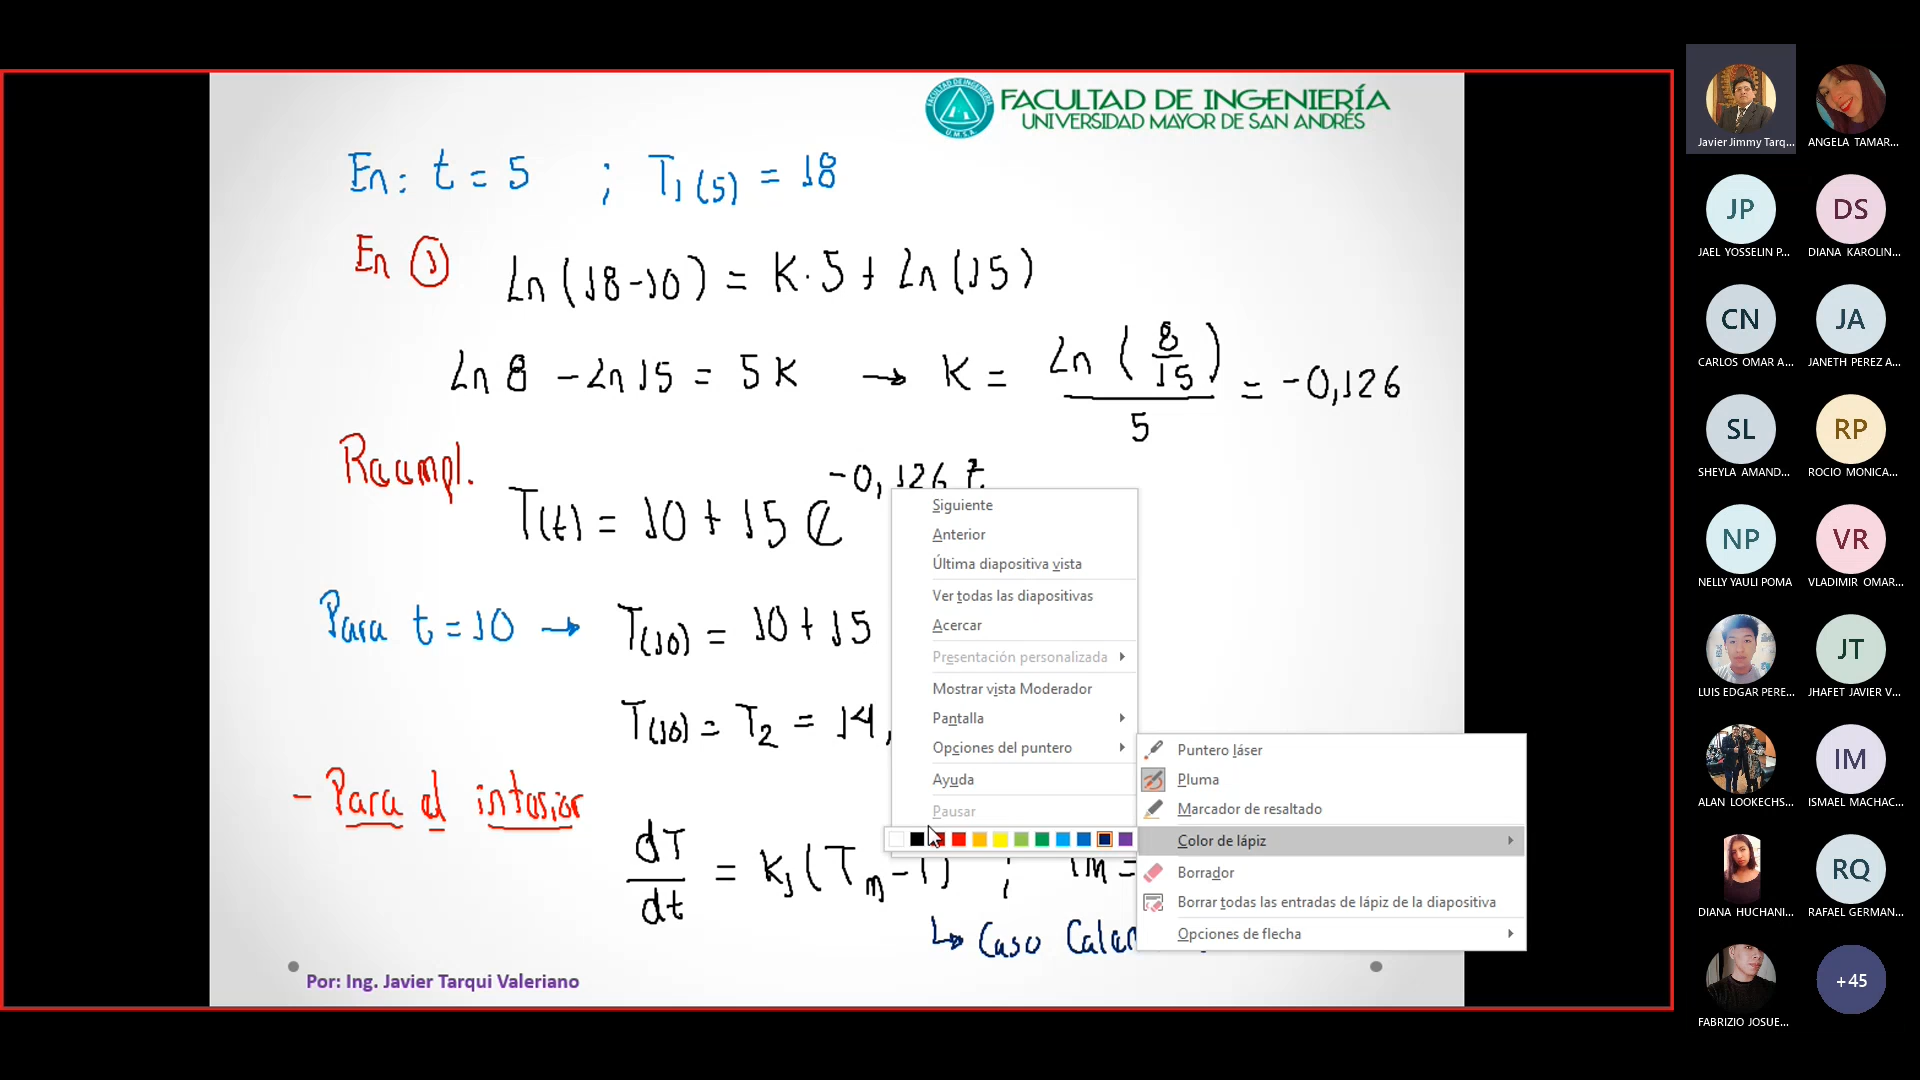 FACULTAD DE INGENIERÍA
UNIVERSIDAD MAYOR DE SAN ANDRÉS
FACULTAD DE INGENIERIA
U.M.S.A.
En: t = 5 ; T1(5) = 18
En ①
Ln (18-10) = K·5 + Ln (15)
Ln 8 - Ln 15 = 5K → K = Ln (8/15) / 5 = -0,126
Reempl.
T(t) = 10 + 15 e^-0,126 t
Para t = 10 → T(10) = 10 + 15
T(10) = T2 = 14,
- Para el interior
dT/dt = K1 (Tm - T) ; Tm =
↳ Caso
Por: Ing. Javier Tarqui Valeriano
Siguiente
Anterior
Última diapositiva vista
Ver todas las diapositivas
Acercar
Presentación personalizada
Mostrar vista Moderador
Pantalla
Opciones del puntero
Ayuda
Pausar
Puntero láser
Pluma
Marcador de resaltado
Color de lápiz
Borrador
Borrar todas las entradas de lápiz de la diapositiva
Opciones de flecha
Javier Jimmy Tarq...
ANGELA TAMAR...
JP
DS
JAEL YOSSELIN P...
DIANA KAROLIN...
CN
JA
CARLOS OMAR A...
JANETH PEREZ A...
SL
RP
SHEYLA AMAND...
ROCIO MONICA...
NP
VR
NELLY YAULI POMA
VLADIMIR OMAR...
JT
LUIS EDGAR PERE...
JHAFET JAVIER V...
IM
ALAN LOOKECHS...
ISMAEL MACHAC...
RQ
DIANA HUCHANI...
RAFAEL GERMAN...
+45
FABRIZIO JOSUE...